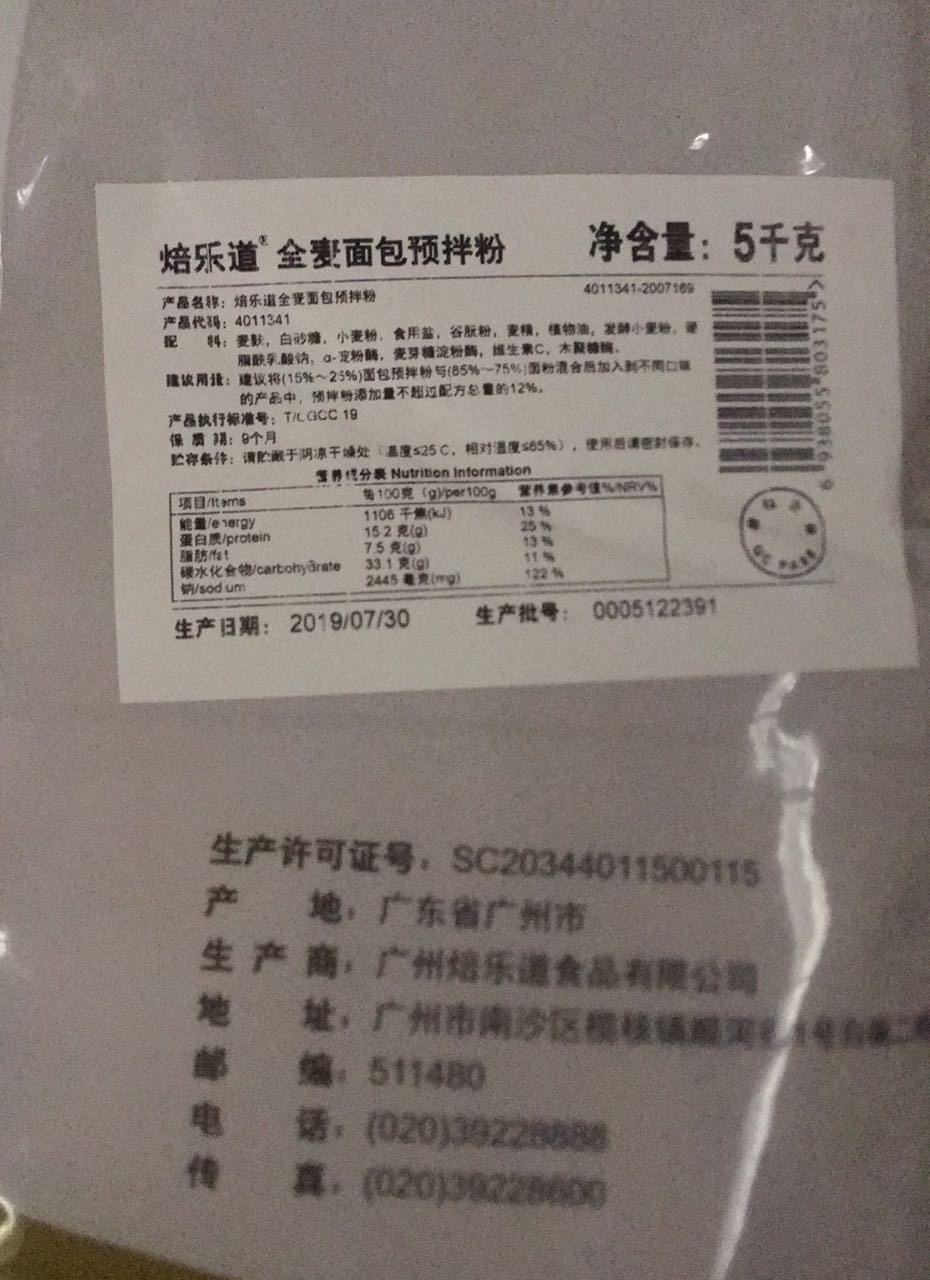 焙乐道® 全麦面包预拌粉 净含量：5千克
4011341-2007169
产品名称：焙乐道全麦面包预拌粉
产品代码：4011341
配 料：麦麸，白砂糖，小麦粉，食用盐，谷朊粉，麦精，植物油，发酵小麦粉，硬
脂酰乳酸钠，α-淀粉酶，麦芽糖淀粉酶，维生素C，木聚糖酶。
建议用量：建议将(15%～25%)面包预拌粉与(85%～75%)面粉混合后加入到不同口味
的产品中，预拌粉添加量不超过配方总量的12%。
产品执行标准号：T/LGCC 19
保 质 期：9个月
贮存条件：请贮藏于阴凉干燥处（温度≤25℃，相对湿度≤65%），使用后请密封保存。
营养成分表 Nutrition Information
项目/Items 每100克 (g)/per100g 营养素参考值%/NRV%
能量/energy 1106 千焦(kJ) 13 %
蛋白质/protein 15.2 克(g) 25 %
脂肪/fat 7.5 克(g) 13 %
碳水化合物/carbohydrate 33.1 克(g) 11 %
钠/sodium 2445 毫克(mg) 122 %
生产日期：2019/07/30 生产批号：0005122391
6 938055 803175 >
QC PASS
生产许可证号：SC20344011500115
产 地：广东省广州市
生 产 商：广州焙乐道食品有限公司
地 址：广州市南沙区榄核镇顺河
邮 编：511480
电 话：(020)39228888
传 真：(020)39228600